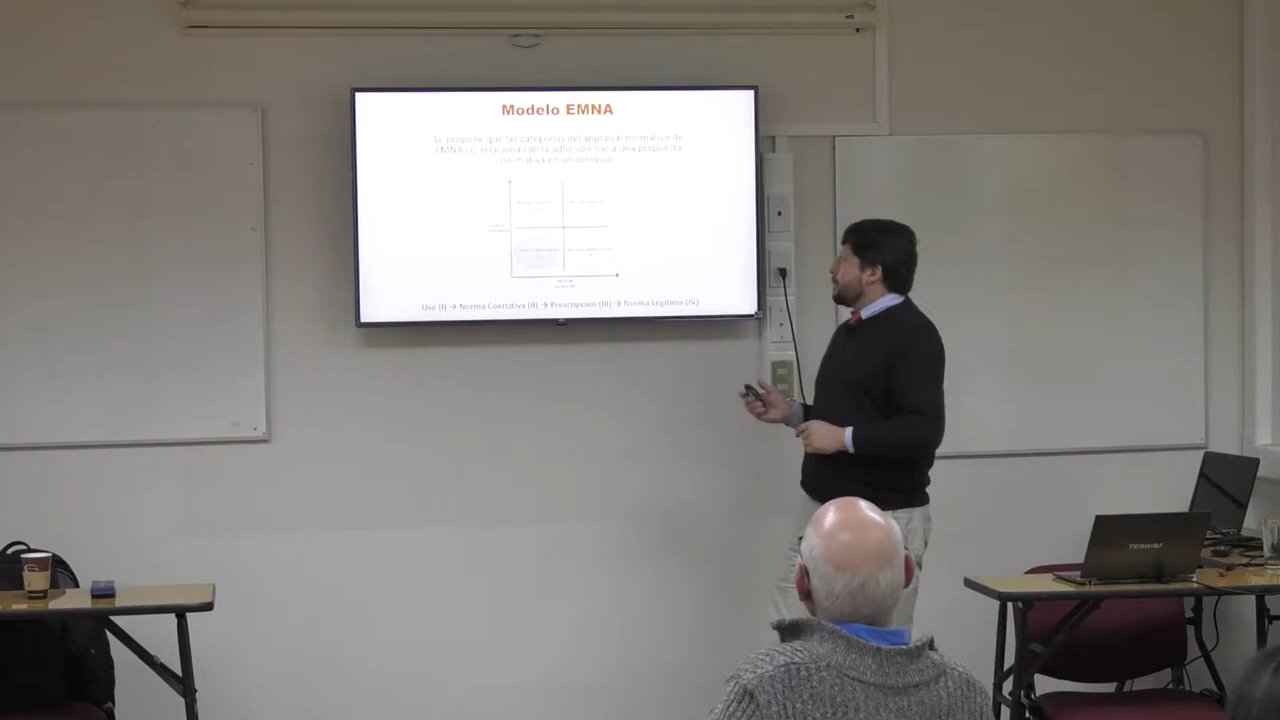 Modelo EMNA
Se propone que las categorías del appraisal normativo de
EMNA se relaciona con la adhesión hacia una propuesta
normativa en un continuo
Uso (I) → Norma Coercitiva (II) → Prescripción (III) → Norma Legítima (IV)
TOSHIBA